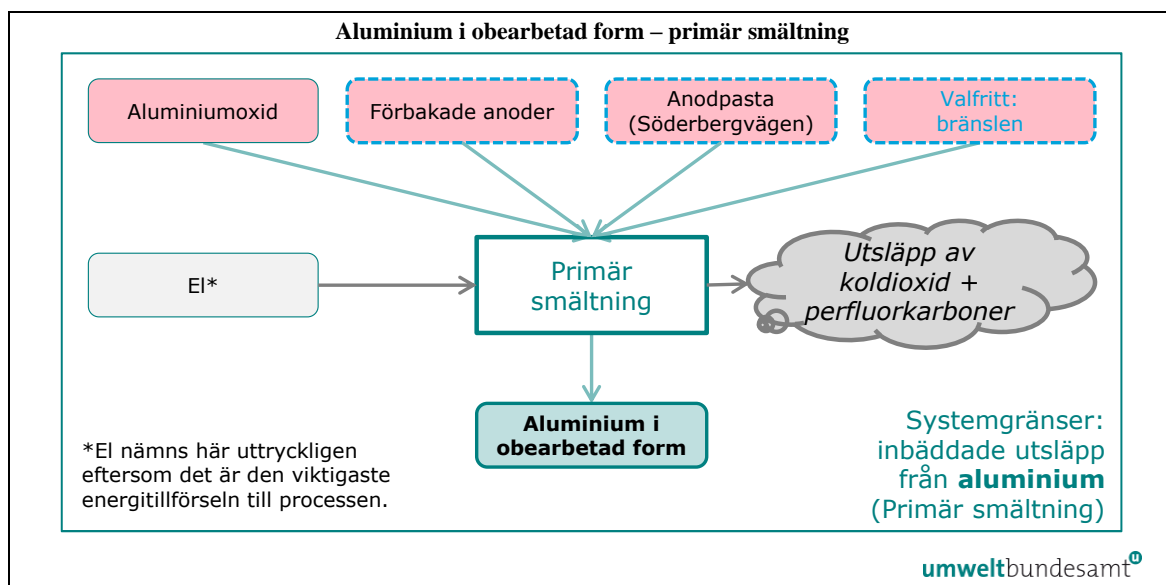 Aluminium i obearbetad form – primär smältning
Aluminiumoxid
Förbakade anoder
Anodpasta
(Söderbergvägen)
Valfritt:
bränslen
El*
Primär
smältning
Utsläpp av
koldioxid +
perfluorkarboner
Aluminium i
obearbetad form
*El nämns här uttryckligen
eftersom det är den viktigaste
energitillförseln till processen.
Systemgränser:
inbäddade utsläpp
från aluminium
(Primär smältning)
umweltbundesamt